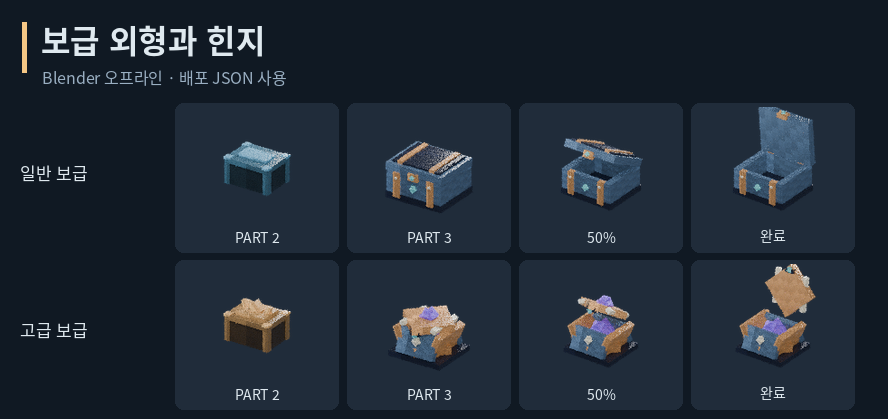 보급 외형과 힌지
Blender 오프라인 · 배포 JSON 사용
일반 보급
PART 2
PART 3
50%
완료
고급 보급
PART 2
PART 3
50%
완료